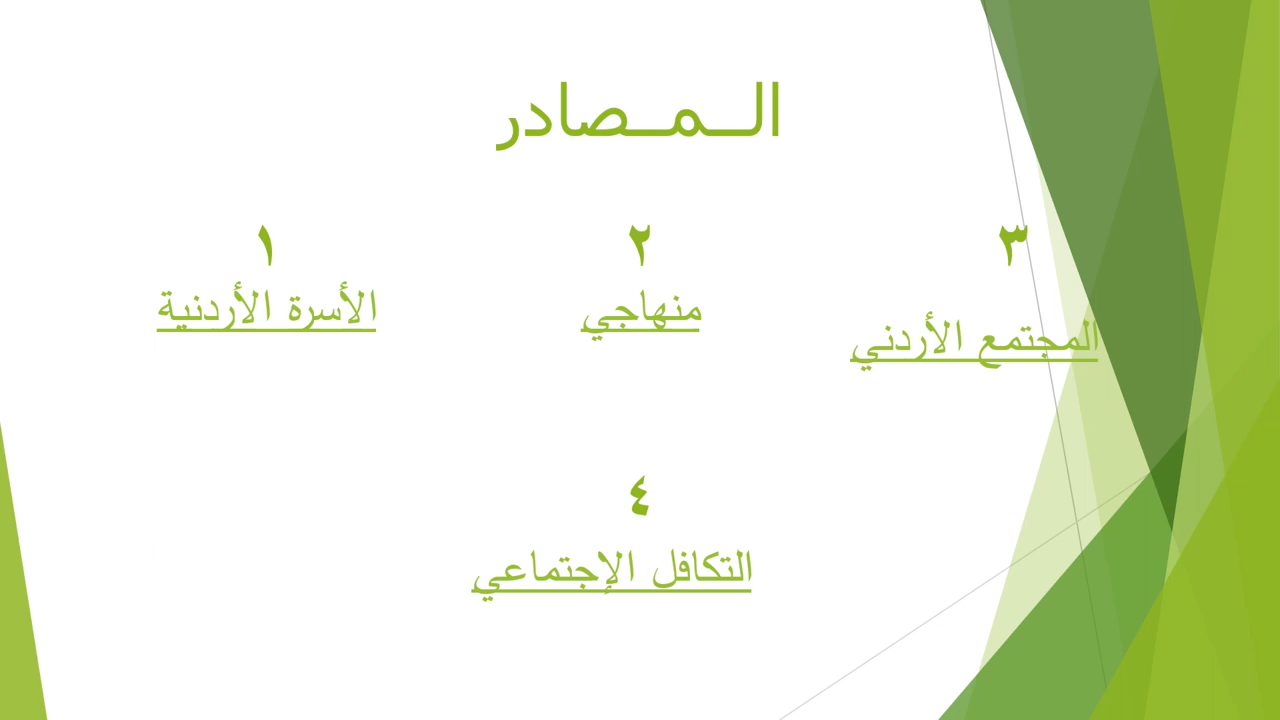 الــمــصادر
١
الأسرة الأردنية
٢
منهاجي
٣
المجتمع الأردني
٤
التكافل الإجتماعي